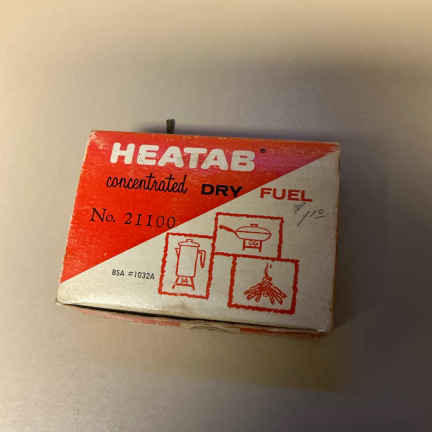 HEATAB®
concentrated DRY FUEL
No. 21100
BSA #1032A